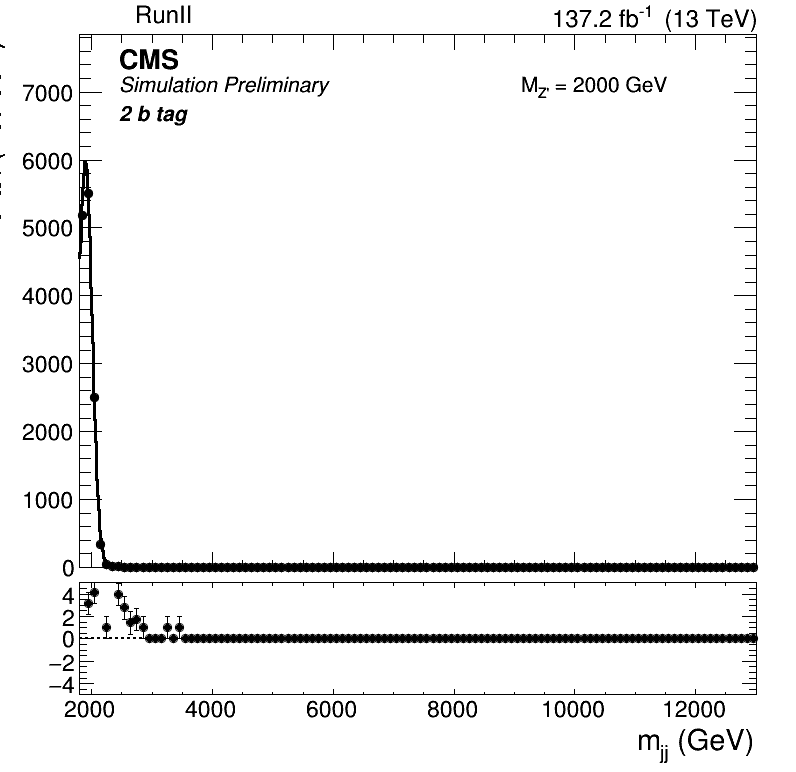 RunII
137.2 fb-1 (13 TeV)
CMS
Simulation Preliminary
MZ' = 2000 GeV
2 b tag
7000
6000
5000
4000
3000
2000
1000
0
4
2
0
−2
−4
2000 4000 6000 8000 10000 12000
mjj (GeV)